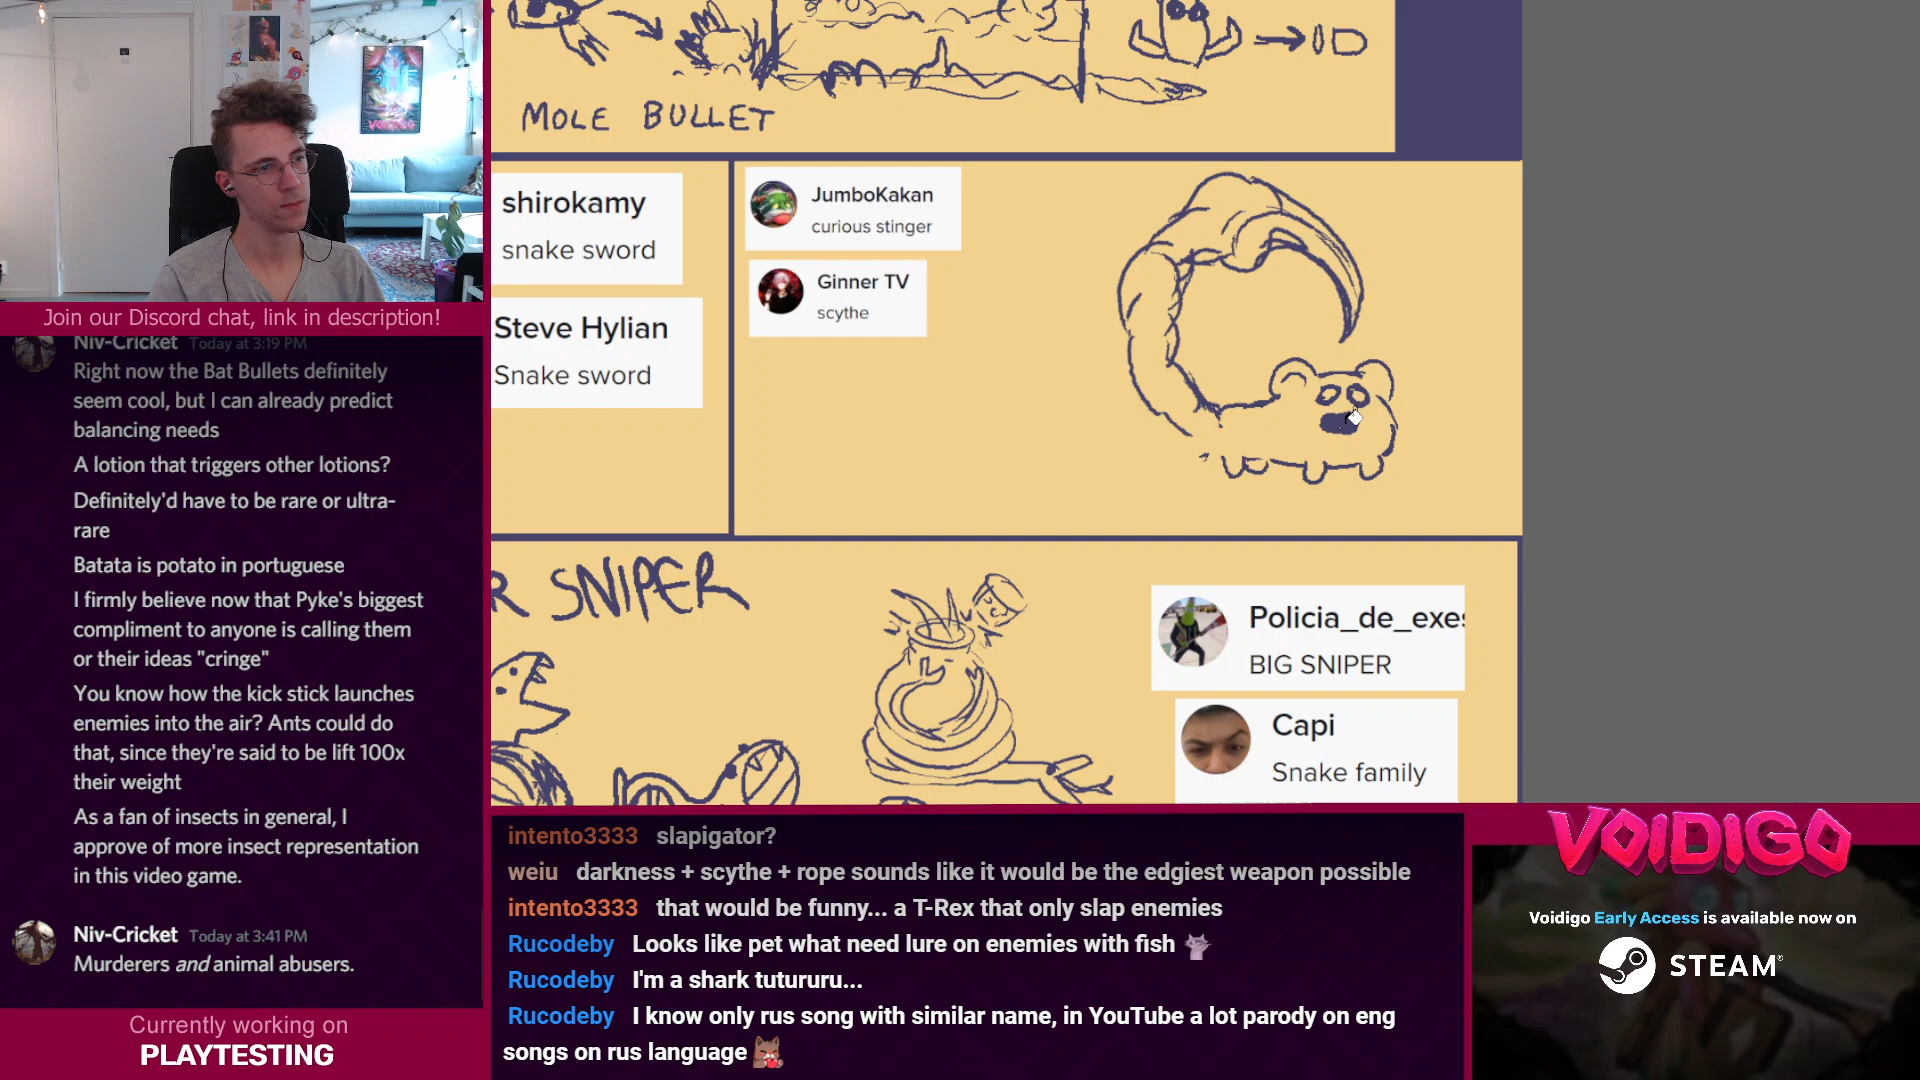 VOIDIGO
Join our Discord chat, link in description!
Niv-Cricket Today at 3:19 PM
Right now the Bat Bullets definitely
seem cool, but I can already predict
balancing needs
A lotion that triggers other lotions?
Definitely'd have to be rare or ultra-
rare
Batata is potato in portuguese
I firmly believe now that Pyke's biggest
compliment to anyone is calling them
or their ideas "cringe"
You know how the kick stick launches
enemies into the air? Ants could do
that, since they're said to be lift 100x
their weight
As a fan of insects in general, I
approve of more insect representation
in this video game.
Niv-Cricket Today at 3:41 PM
Murderers and animal abusers.
Currently working on
PLAYTESTING
MOLE BULLET
shirokamy
snake sword
Steve Hylian
Snake sword
JumboKakan
curious stinger
Ginner TV
scythe
R SNIPER
Policia_de_exes
BIG SNIPER
Capi
Snake family
intento3333 slapigator?
weiu darkness + scythe + rope sounds like it would be the edgiest weapon possible
intento3333 that would be funny... a T-Rex that only slap enemies
Rucodeby Looks like pet what need lure on enemies with fish
Rucodeby I'm a shark tutururu...
Rucodeby I know only rus song with similar name, in YouTube a lot parody on eng
songs on rus language
VOIDIGO
Voidigo Early Access is available now on
STEAM®